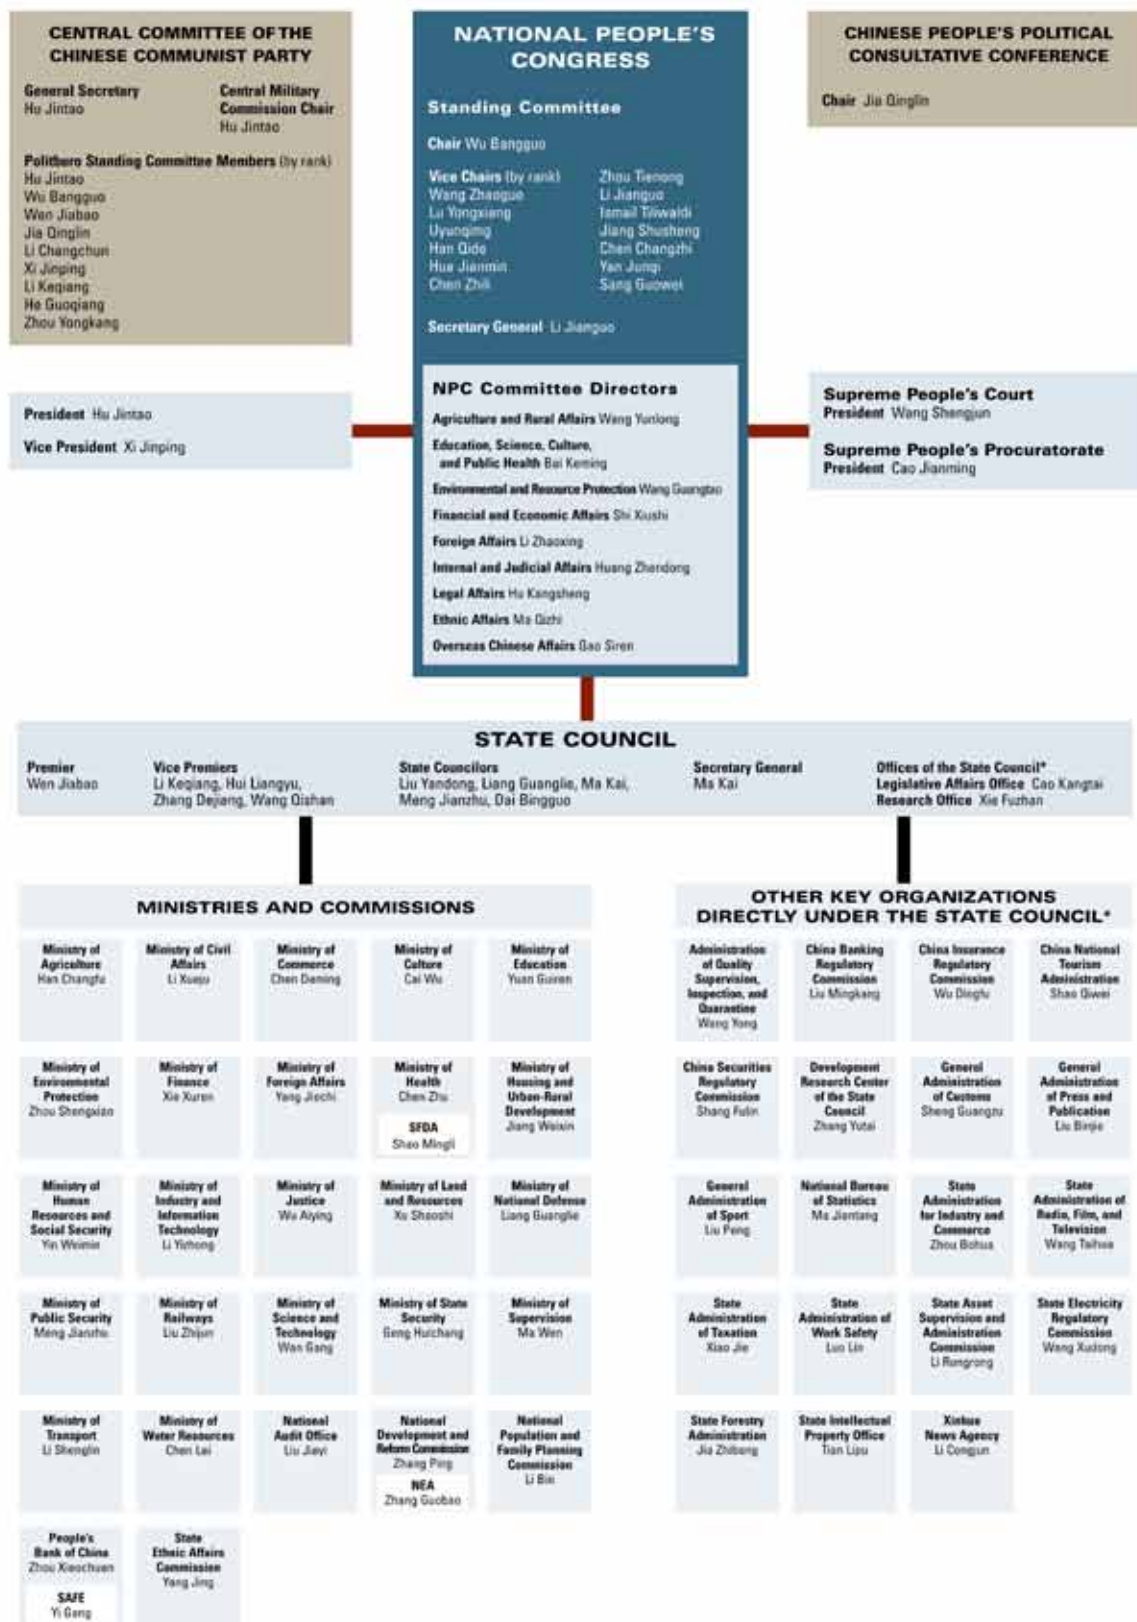 CENTRAL COMMITTEE OF THE
CHINESE COMMUNIST PARTY
General Secretary
Hu Jintao
Central Military
Commission Chair
Hu Jintao
Politburo Standing Committee Members (by rank)
Hu Jintao
Wu Bangguo
Wen Jiabao
Jia Qinglin
Li Changchun
Xi Jinping
Li Keqiang
He Guoqiang
Zhou Yongkang
NATIONAL PEOPLE'S
CONGRESS
Standing Committee
Chair Wu Bangguo
Vice Chairs (by rank)
Wang Zhaoguo
Lu Yongxiang
Uyunqimg
Han Qide
Hua Jianmin
Chen Zhili
Zhou Tienong
Li Jianguo
Ismail Tiliwaldi
Jiang Shusheng
Chen Changzhi
Yan Junqi
Sang Guowei
Secretary General Li Jianguo
CHINESE PEOPLE'S POLITICAL
CONSULTATIVE CONFERENCE
Chair Jia Qinglin
President Hu Jintao
Vice President Xi Jinping
NPC Committee Directors
Agriculture and Rural Affairs Wang Yunlong
Education, Science, Culture,
and Public Health Bai Keming
Environmental and Resource Protection Wang Guangtao
Financial and Economic Affairs Shi Xiushi
Foreign Affairs Li Zhaoxing
Internal and Judicial Affairs Huang Zhendong
Legal Affairs Hu Kangsheng
Ethnic Affairs Ma Qizhi
Overseas Chinese Affairs Gao Siren
Supreme People's Court
President Wang Shengjun
Supreme People's Procuratorate
President Cao Jianming
STATE COUNCIL
Premier
Wen Jiabao
Vice Premiers
Li Keqiang, Hui Liangyu,
Zhang Dejiang, Wang Qishan
State Councilors
Liu Yandong, Liang Guanglie, Ma Kai,
Meng Jianzhu, Dai Bingguo
Secretary General
Ma Kai
Offices of the State Council*
Legislative Affairs Office Cao Kangtai
Research Office Xie Fuzhan
MINISTRIES AND COMMISSIONS
Ministry of
Agriculture
Han Changfu
Ministry of Civil
Affairs
Li Xueju
Ministry of
Commerce
Chen Deming
Ministry of
Culture
Cai Wu
Ministry of
Education
Yuan Guiren
Ministry of
Environmental
Protection
Zhou Shengxian
Ministry of
Finance
Xie Xuren
Ministry of
Foreign Affairs
Yang Jiechi
Ministry of
Health
Chen Zhu
SFDA
Shao Mingli
Ministry of
Housing and
Urban-Rural
Development
Jiang Weixin
Ministry of
Human
Resources and
Social Security
Yin Weimin
Ministry of
Industry and
Information
Technology
Li Yizhong
Ministry of
Justice
Wu Aiying
Ministry of Land
and Resources
Xu Shaoshi
Ministry of
National Defense
Liang Guanglie
Ministry of
Public Security
Meng Jianzhu
Ministry of
Railways
Liu Zhijun
Ministry of
Science and
Technology
Wan Gang
Ministry of State
Security
Geng Huichang
Ministry of
Supervision
Ma Wen
Ministry of
Transport
Li Shenglin
Ministry of
Water Resources
Chen Lei
National
Audit Office
Liu Jiayi
National
Development and
Reform Commission
Zhang Ping
NEA
Zhang Guobao
National
Population and
Family Planning
Commission
Li Bin
People's
Bank of China
Zhou Xiaochuan
SAFE
Yi Gang
State
Ethnic Affairs
Commission
Yang Jing
OTHER KEY ORGANIZATIONS
DIRECTLY UNDER THE STATE COUNCIL*
Administration
of Quality
Supervision,
Inspection, and
Quarantine
Wang Yong
China Banking
Regulatory
Commission
Liu Mingkang
China Insurance
Regulatory
Commission
Wu Dingfu
China National
Tourism
Administration
Shao Qiwei
China Securities
Regulatory
Commission
Shang Fulin
Development
Research Center
of the State
Council
Zhang Yutai
General
Administration
of Customs
Sheng Guangzu
General
Administration
of Press and
Publication
Liu Binjie
General
Administration
of Sport
Liu Peng
National Bureau
of Statistics
Ma Jiantang
State
Administration
for Industry and
Commerce
Zhou Bohua
State
Administration of
Radio, Film, and
Television
Wang Taihua
State
Administration
of Taxation
Xiao Jie
State
Administration of
Work Safety
Luo Lin
State Asset
Supervision and
Administration
Commission
Li Rongrong
State Electricity
Regulatory
Commission
Wang Xudong
State Forestry
Administration
Jia Zhibang
State Intellectual
Property Office
Tian Lipu
Xinhua
News Agency
Li Congjun